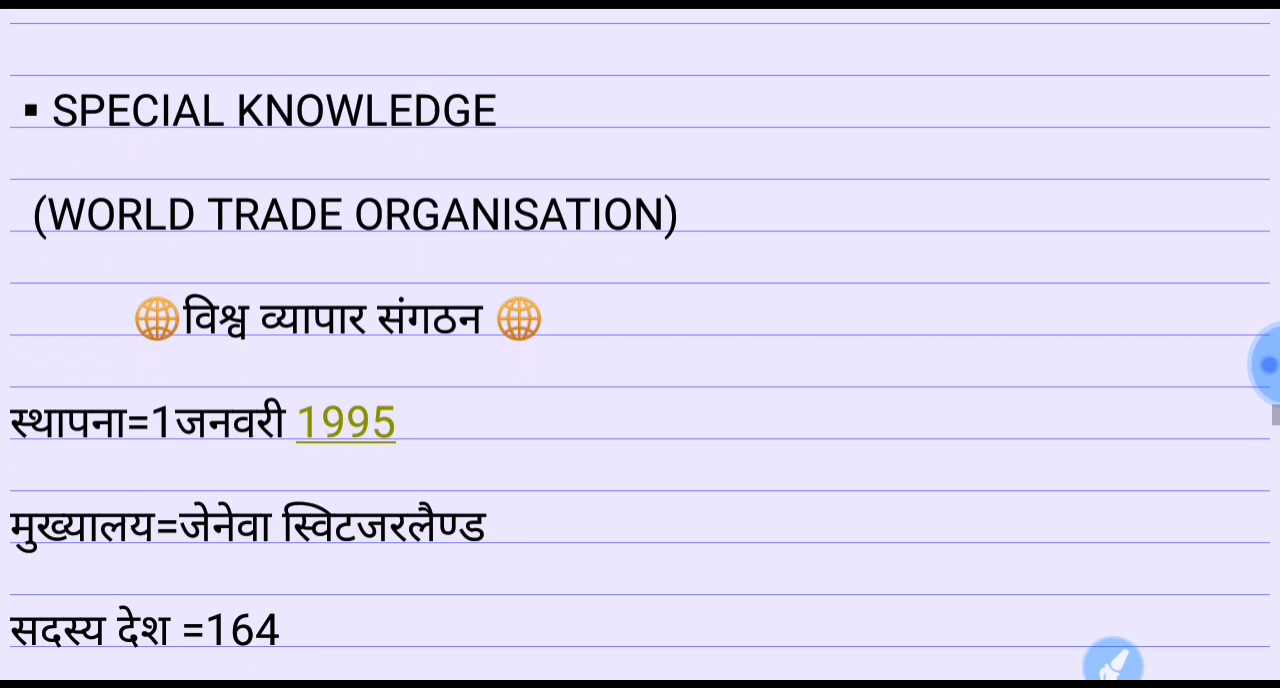 ▪ SPECIAL KNOWLEDGE
(WORLD TRADE ORGANISATION)
🌐विश्व व्यापार संगठन 🌐
स्थापना=1जनवरी 1995
मुख्यालय=जेनेवा स्विटजरलैण्ड
सदस्य देश =164